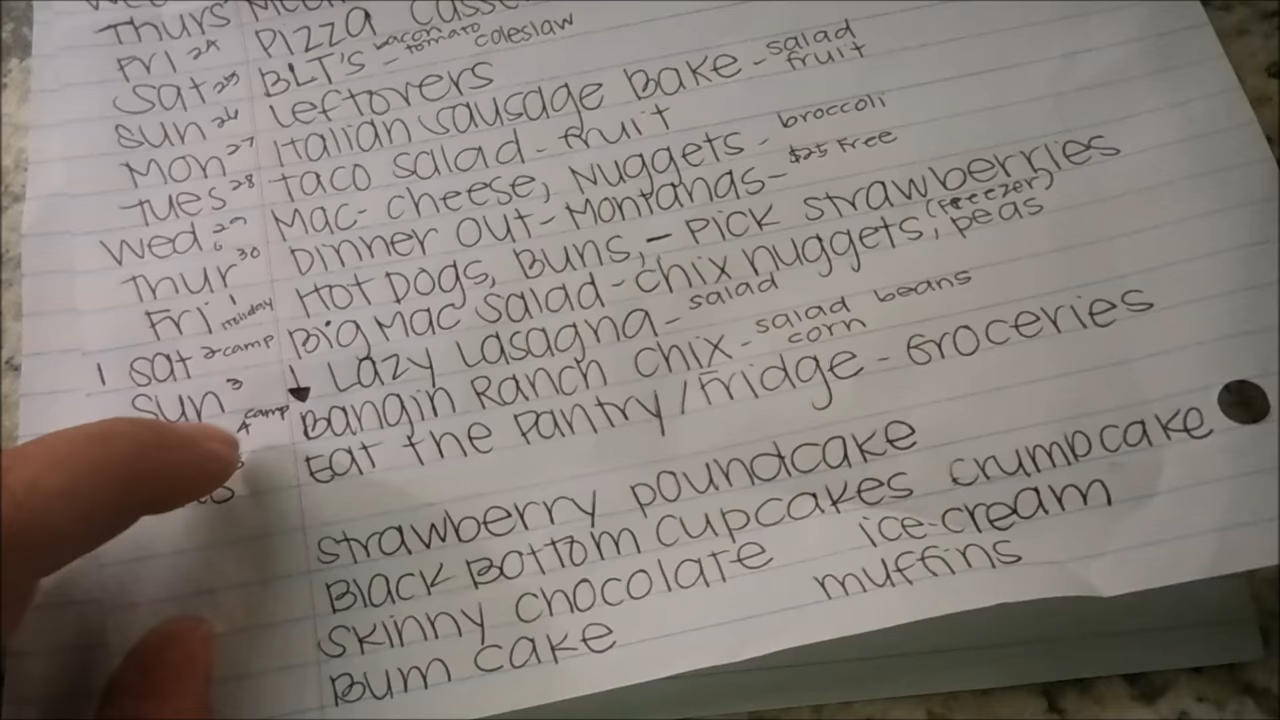 Thurs
Fri 24 Pizza
Sat 25 BLT's - bacon tomato coleslaw
Sun 26 Leftovers
Mon 27 Italian sausage Bake - salad fruit
Tues 28 taco salad - fruit
Wed 29 Mac-cheese, Nuggets - broccoli
Thur 30 Dinner out - Montanas - $25 Free
Fri 1 Holiday Hot Dogs, Buns, - Pick strawberries
1 Sat 2 camp Big Mac Salad - chix nuggets, peas (freezer)
Sun 3 Lazy Lasagna - salad
4 camp Bangin Ranch chix - salad beans corn
Eat the Pantry / Fridge - Groceries
strawberry poundcake
Black Bottom cupcakes crumbcake
Skinny chocolate ice-cream
Bum cake muffins